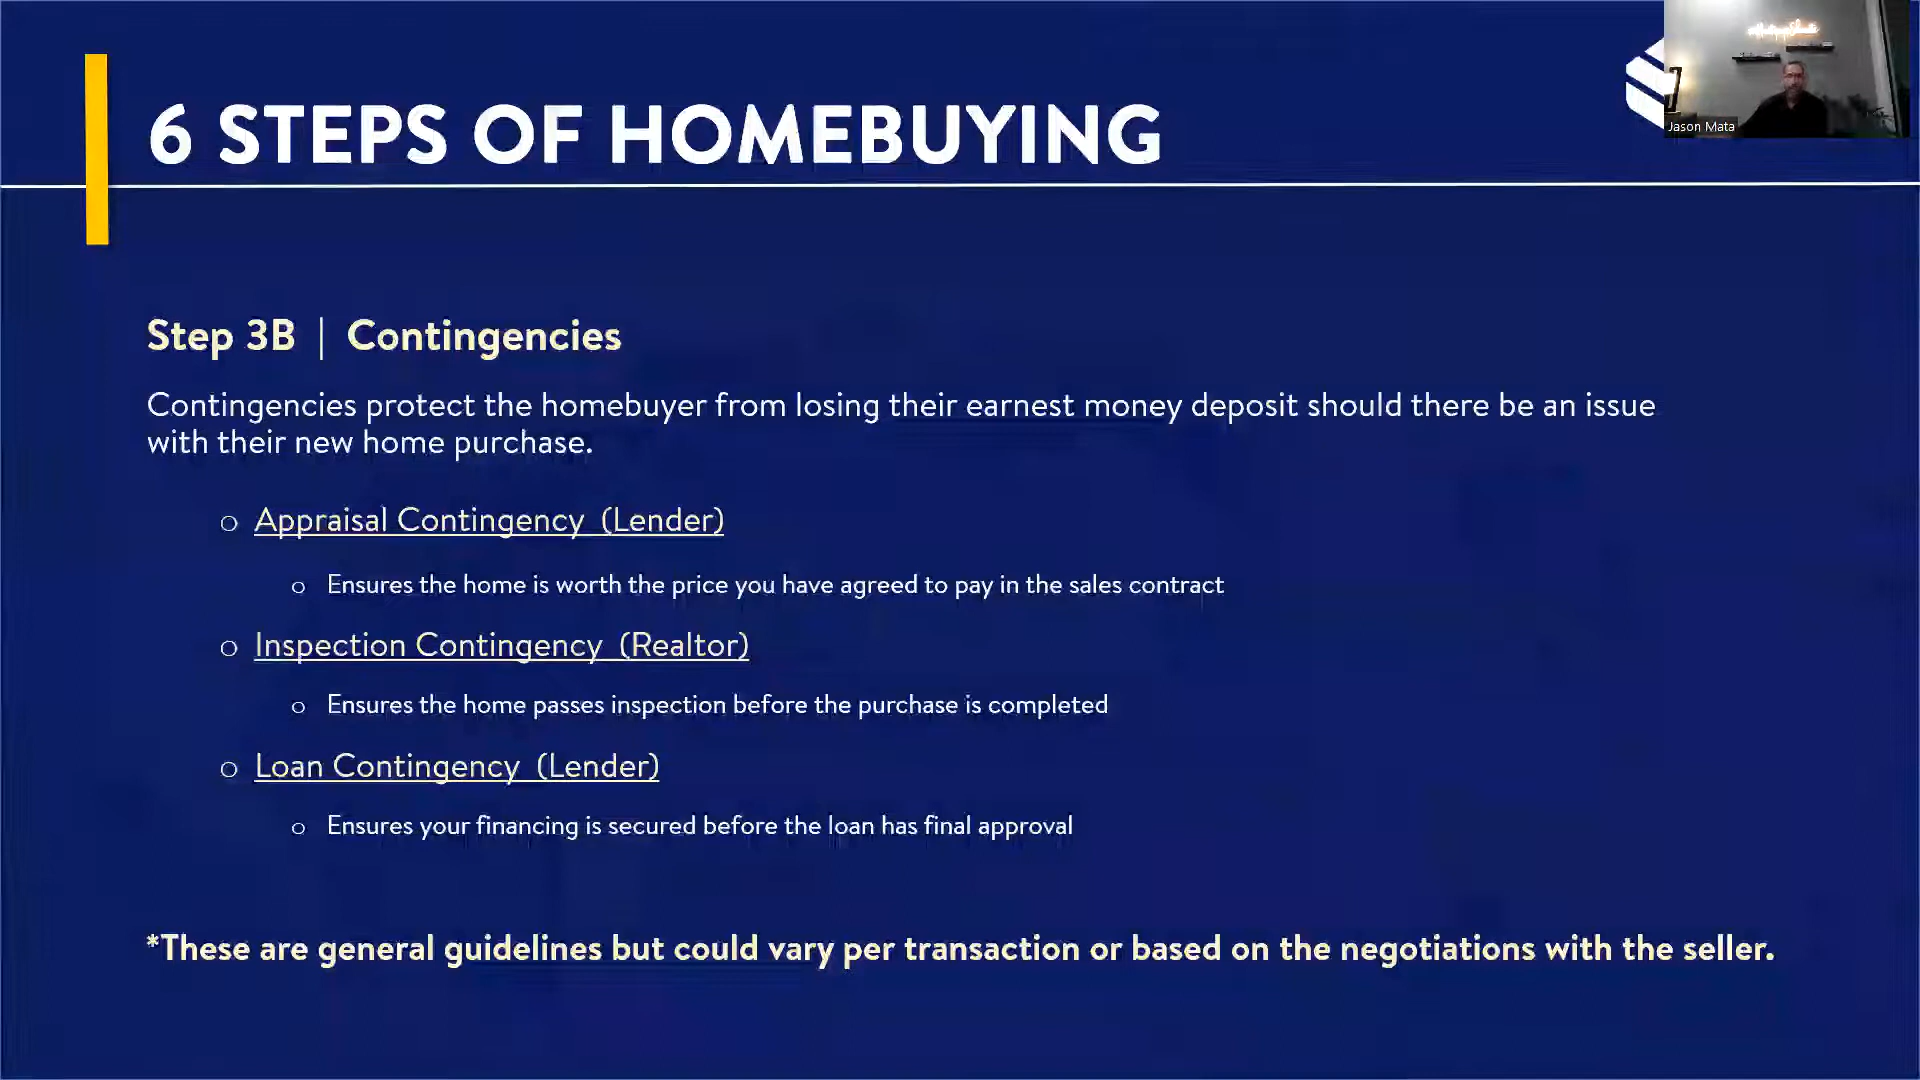 6 STEPS OF HOMEBUYING
Jason Mata
Step 3B | Contingencies
Contingencies protect the homebuyer from losing their earnest money deposit should there be an issue
with their new home purchase.
o Appraisal Contingency (Lender)
o Ensures the home is worth the price you have agreed to pay in the sales contract
o Inspection Contingency (Realtor)
o Ensures the home passes inspection before the purchase is completed
o Loan Contingency (Lender)
o Ensures your financing is secured before the loan has final approval
*These are general guidelines but could vary per transaction or based on the negotiations with the seller.